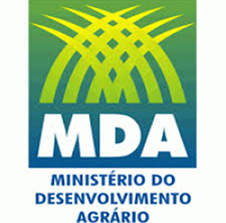 MDA
MINISTÉRIO DO
DESENVOLVIMENTO
AGRÁRIO